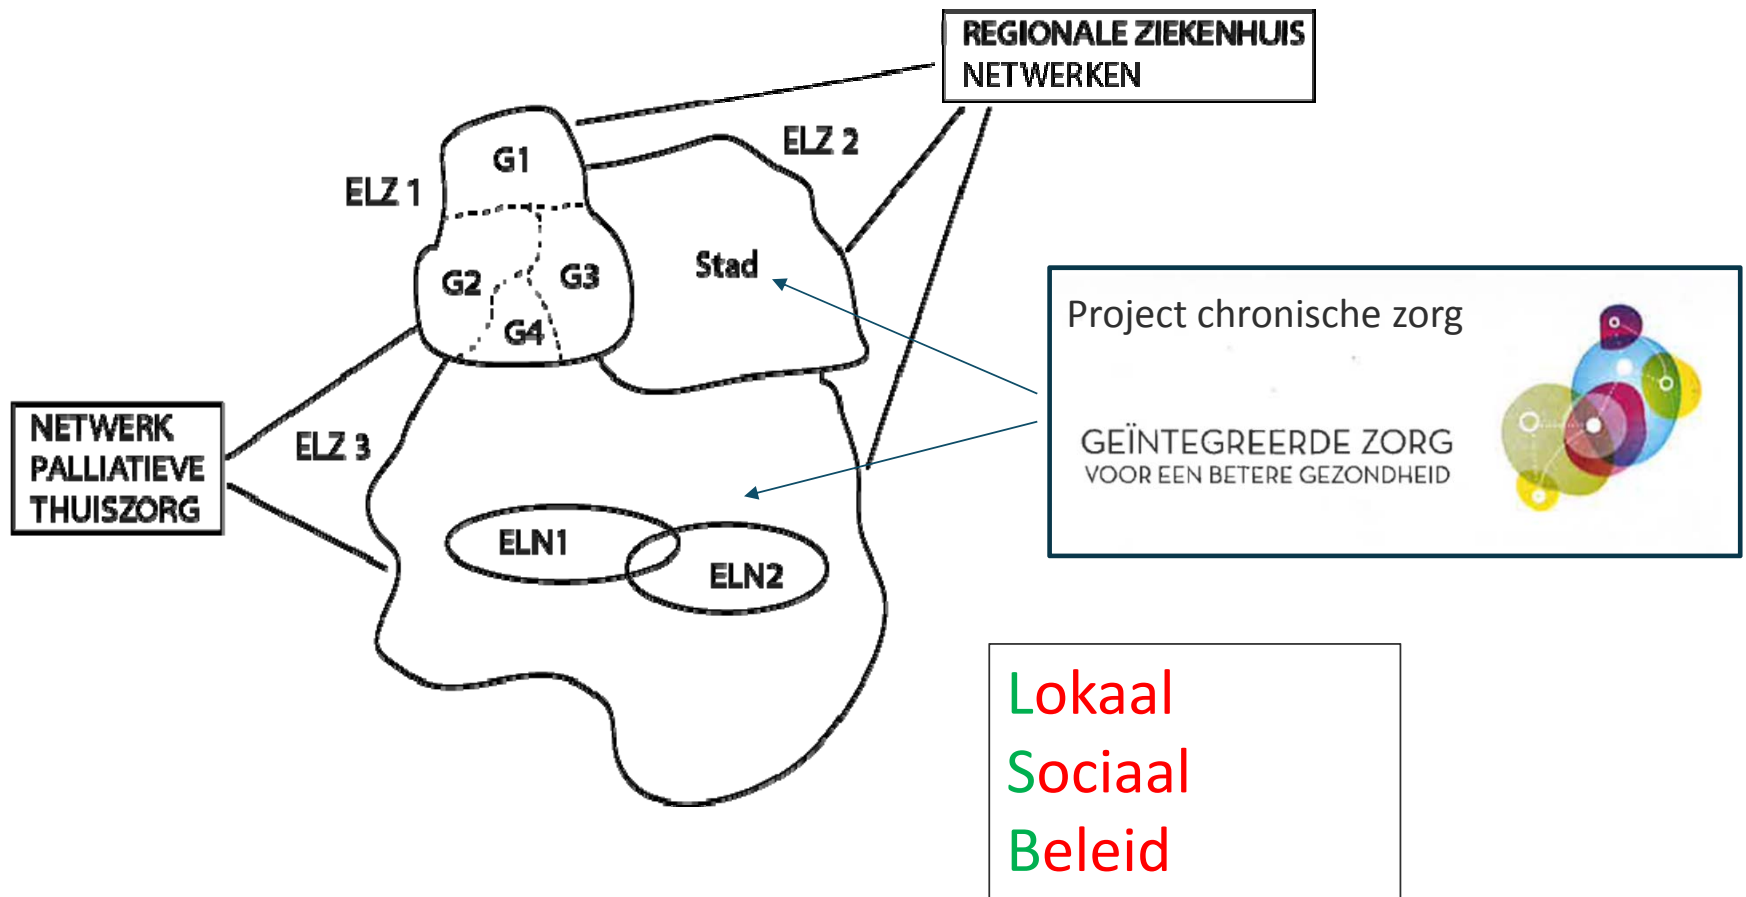 REGIONALE ZIEKENHUIS
NETWERKEN
ELZ 2
G1
ELZ 1
Stad
G2
G3
G4
Project chronische zorg
GEÏNTEGREERDE ZORG
VOOR EEN BETERE GEZONDHEID
NETWERK
PALLIATIEVE
THUISZORG
ELZ 3
ELN1
ELN2
Lokaal
Sociaal
Beleid